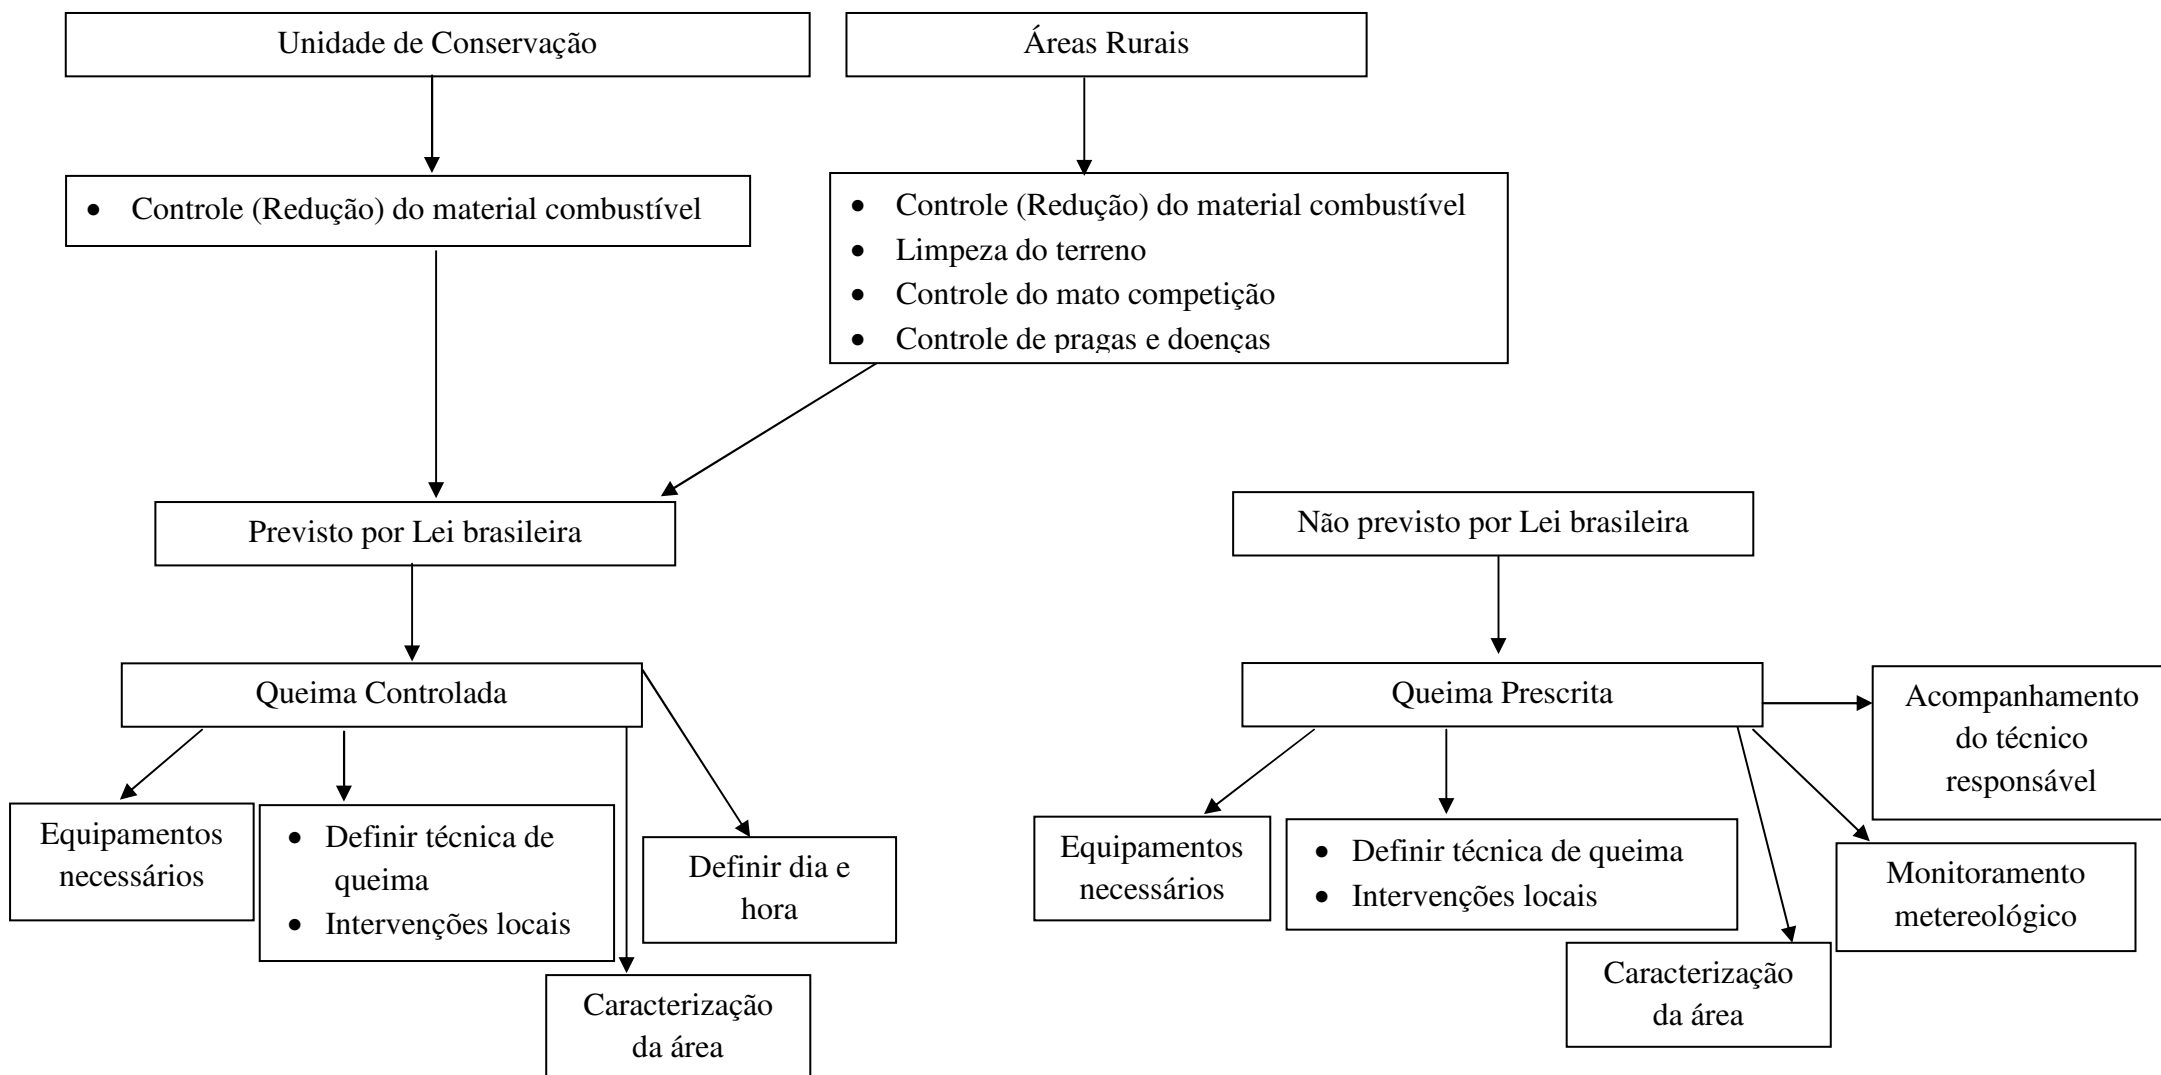 Unidade de Conservação
Áreas Rurais
• Controle (Redução) do material combustível
• Controle (Redução) do material combustível
• Limpeza do terreno
• Controle do mato competição
• Controle de pragas e doenças
Previsto por Lei brasileira
Não previsto por Lei brasileira
Queima Controlada
Queima Prescrita
Acompanhamento
do técnico
responsável
Equipamentos
necessários
• Definir técnica de
queima
• Intervenções locais
Definir dia e
hora
Caracterização
da área
Equipamentos
necessários
• Definir técnica de queima
• Intervenções locais
Monitoramento
metereológico
Caracterização
da área